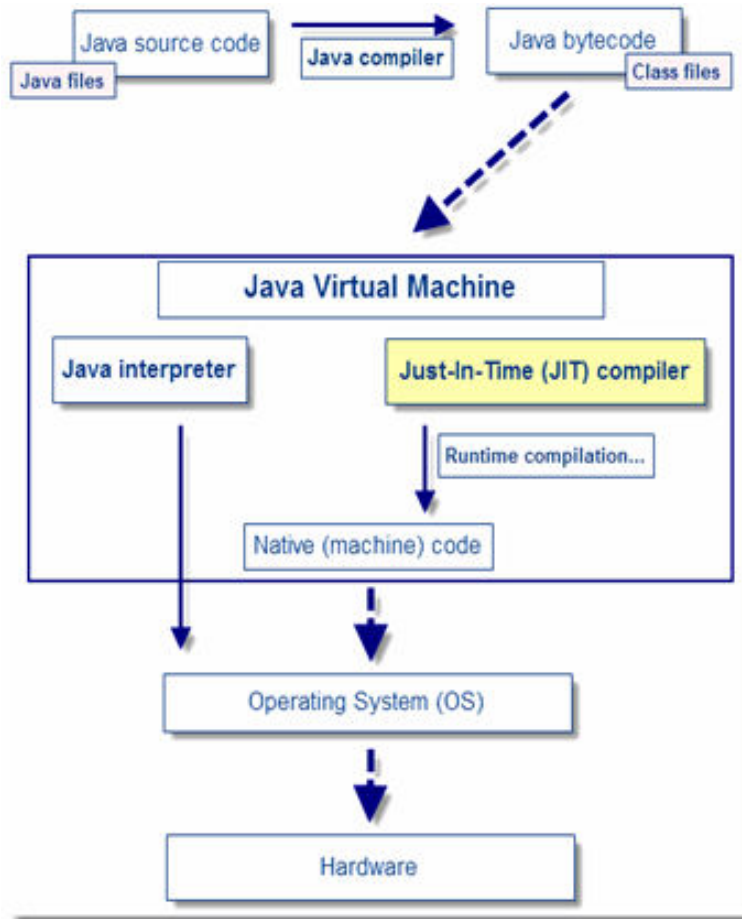 Java source code
Java files
Java compiler
Java bytecode
Class files
Java Virtual Machine
Java interpreter
Just-In-Time (JIT) compiler
Runtime compilation...
Native (machine) code
Operating System (OS)
Hardware